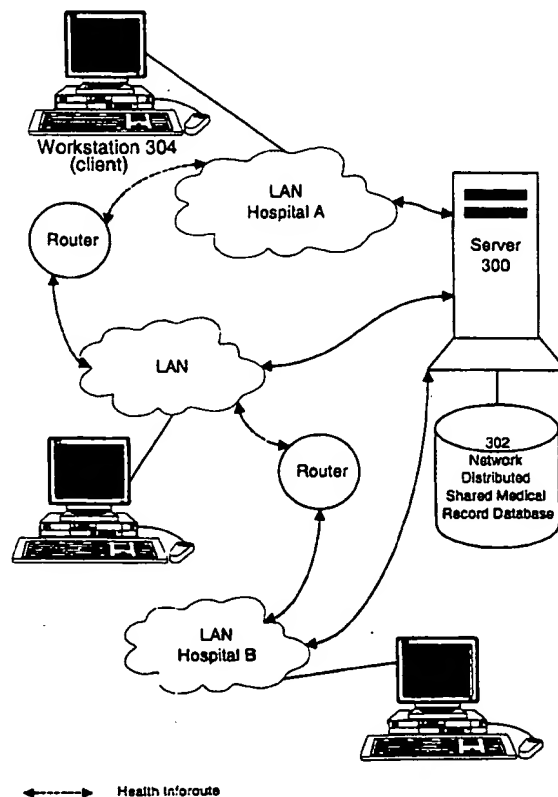 Workstation 304
(client)
LAN
Hospital A
Router
Server
300
LAN
Router
302
Network
Distributed
Shared Medical
Record Database
LAN
Hospital B
Health Inforoute